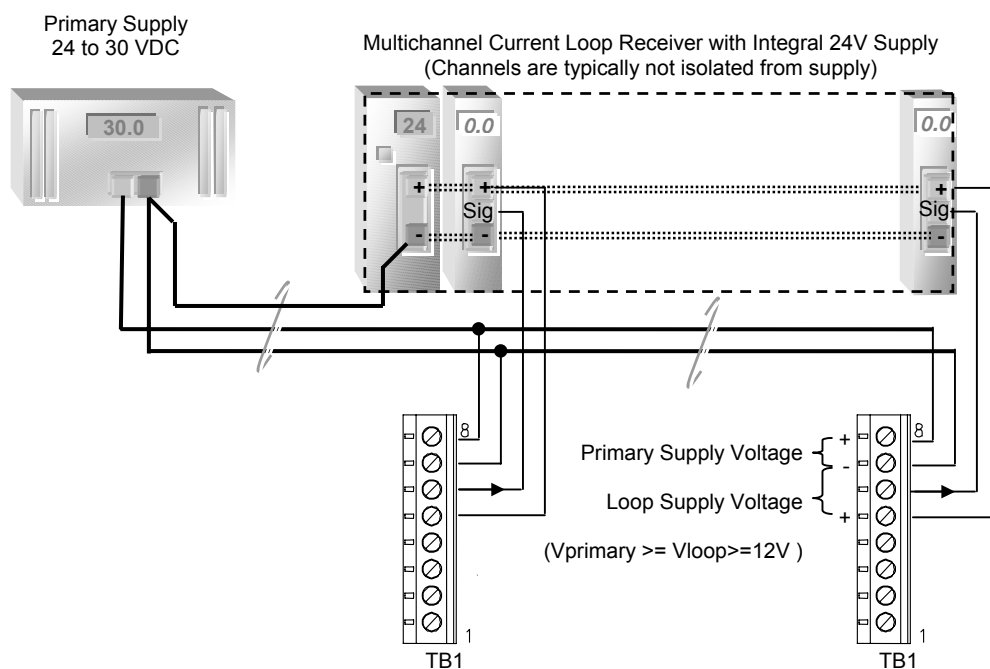 Primary Supply
24 to 30 VDC
Multichannel Current Loop Receiver with Integral 24V Supply
(Channels are typically not isolated from supply)
30.0
24
0.0
0.0
+
+
+
Sig
Sig
-
-
-
8
8
Primary Supply Voltage
+
-
Loop Supply Voltage
+
(Vprimary >= Vloop>=12V )
1
1
TB1
TB1